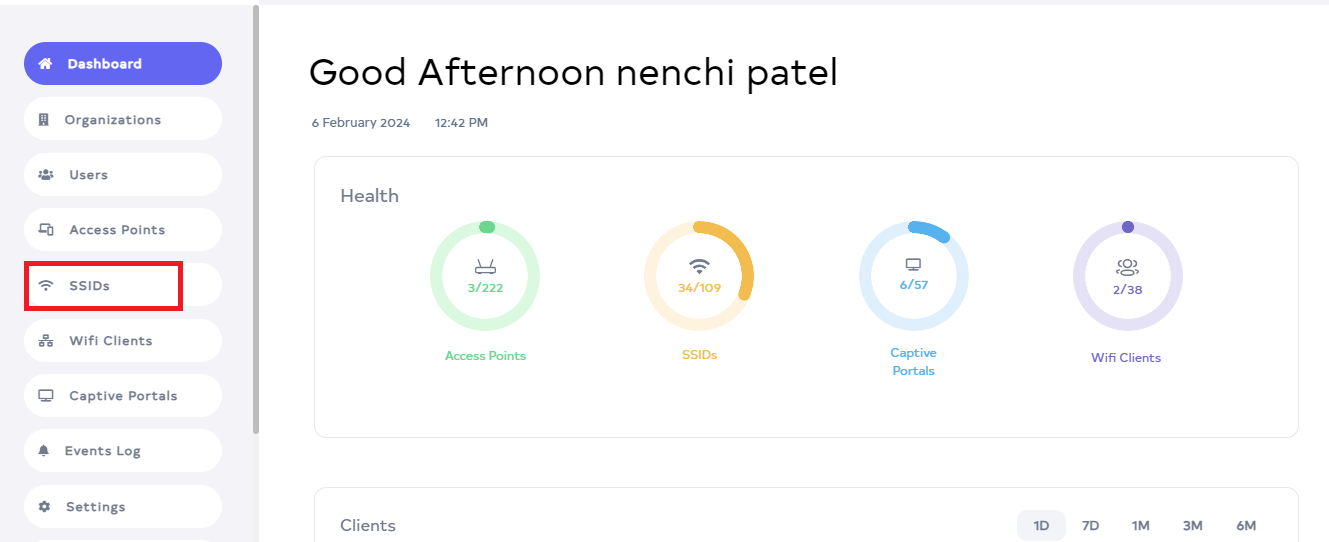 Dashboard
Organizations
Users
Access Points
SSIDs
Wifi Clients
Captive Portals
Events Log
Settings
Good Afternoon nenchi patel
6 February 2024 12:42 PM
Health
3/222
Access Points
34/109
SSIDs
6/57
Captive
Portals
2/38
Wifi Clients
Clients
1D 7D 1M 3M 6M